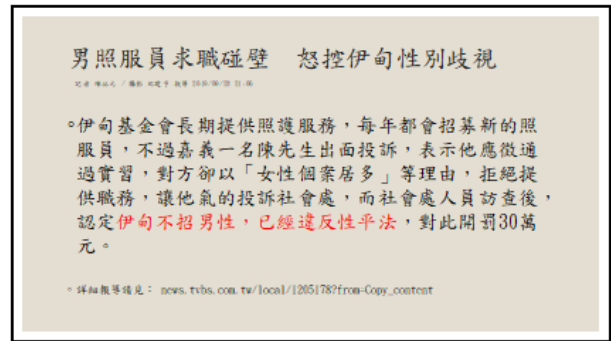 男照服員求職碰壁　怒控伊甸性別歧視
2019/09/25 21:06
◦伊甸基金會長期提供照護服務，每年都會招募新的照
服員，不過嘉義一名陳先生出面投訴，表示他應徵通
過實習，對方卻以「女性個案居多」等理由，拒絕提
供職務，讓他氣的投訴社會處，而社會處人員訪查後，
認定伊甸不招男性，已經違反性平法，對此開罰30萬
元。
◦詳細報導請見： news.tvbs.com.tw/local/1205178?from=Copy_content